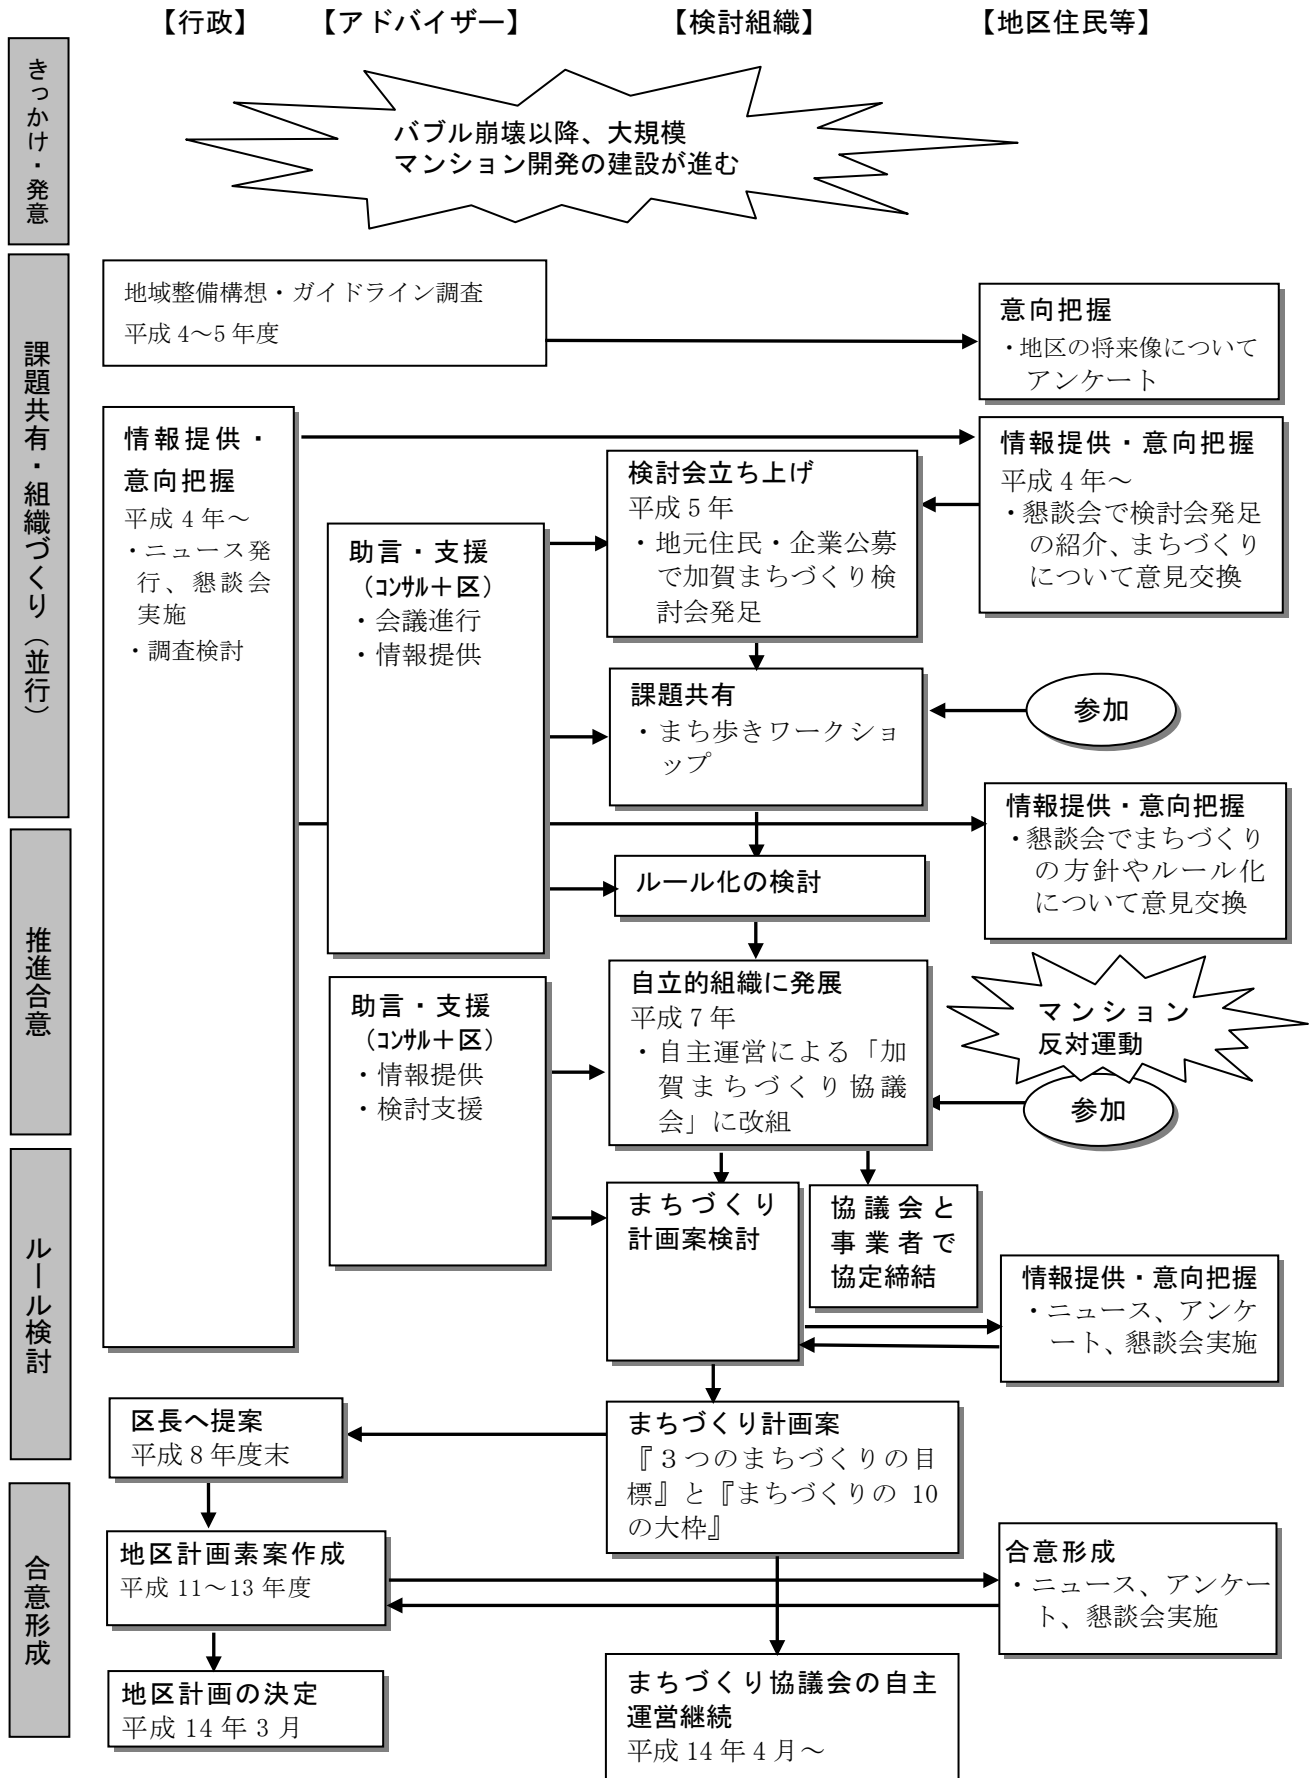 【行政】
【アドバイザー】
【検討組織】
【地区住民等】
きっかけ・発意
バブル崩壊以降、大規模
マンション開発の建設が進む
課題共有・組織づくり（並行）
地域整備構想・ガイドライン調査
平成 4～5 年度
意向把握
・地区の将来像について
アンケート
情報提供・
意向把握
平成 4 年～
・ニュース発
行、懇談会
実施
・調査検討
助言・支援
（ｺﾝｻﾙ＋区）
・会議進行
・情報提供
検討会立ち上げ
平成 5 年
・地元住民・企業公募
で加賀まちづくり検
討会発足
情報提供・意向把握
平成 4 年～
・懇談会で検討会発足
の紹介、まちづくり
について意見交換
課題共有
・まち歩きワークショ
ップ
参加
情報提供・意向把握
・懇談会でまちづくり
の方針やルール化
について意見交換
推進合意
ルール化の検討
助言・支援
（ｺﾝｻﾙ＋区）
・情報提供
・検討支援
自立的組織に発展
平成 7 年
・自主運営による「加
賀まちづくり協議
会」に改組
マンション
反対運動
参加
ルール検討
まちづくり
計画案検討
協議会と
事業者で
協定締結
情報提供・意向把握
・ニュース、アンケ
ート、懇談会実施
区長へ提案
平成 8 年度末
まちづくり計画案
『３つのまちづくりの目
標』と『まちづくりの 10
の大枠』
合意形成
地区計画素案作成
平成 11～13 年度
合意形成
・ニュース、アンケー
ト、懇談会実施
地区計画の決定
平成 14 年 3 月
まちづくり協議会の自主
運営継続
平成 14 年 4 月～